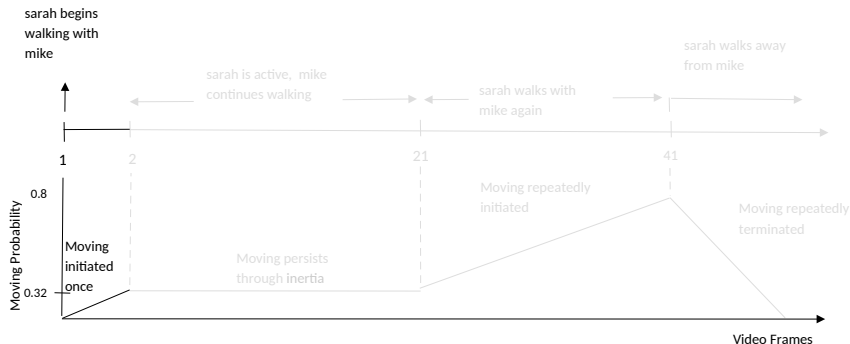 sarah begins
walking with
mike
sarah is active, mike
continues walking
sarah walks with
mike again
sarah walks away
from mike
1
2
21
41
0.8
Moving Probability
0.32
Moving
initiated
once
Moving persists
through inertia
Moving repeatedly
initiated
Moving repeatedly
terminated
Video Frames